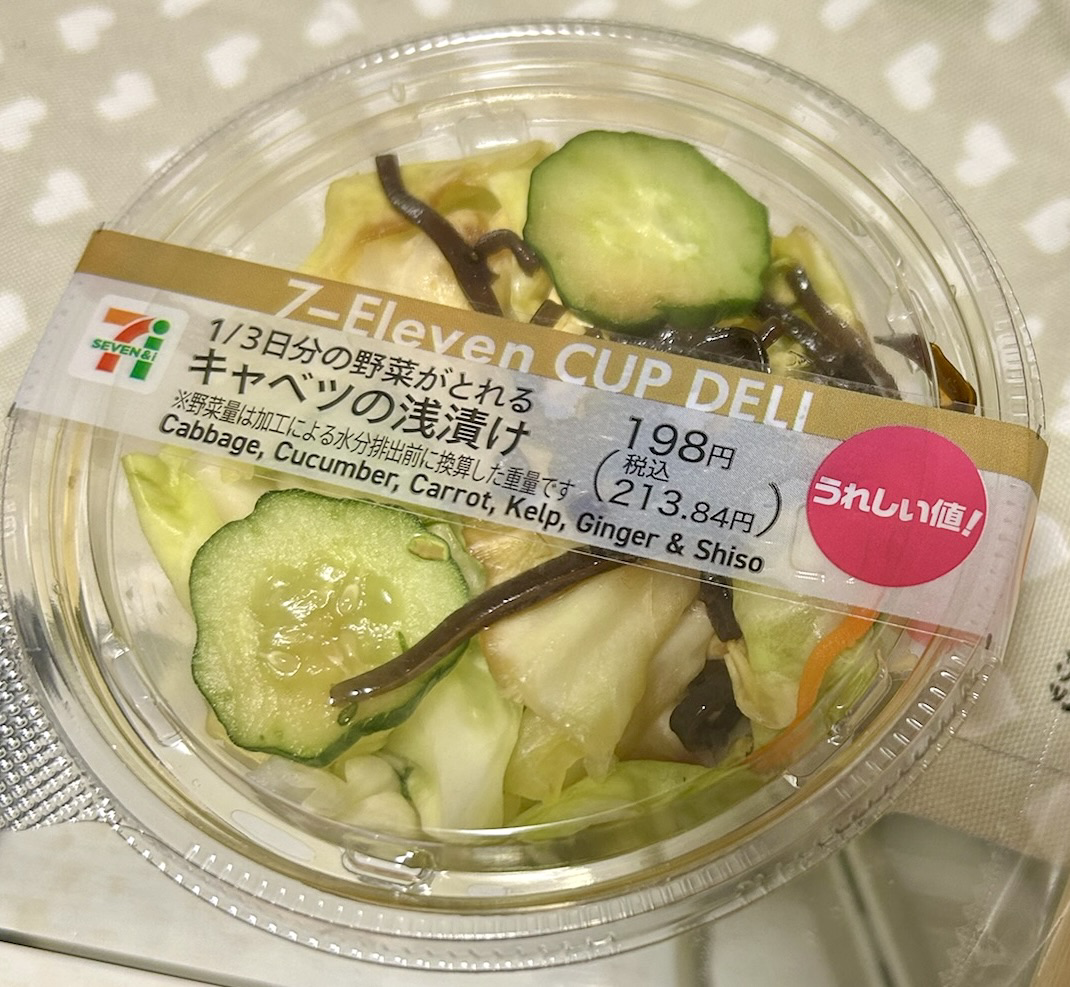 7-Eleven CUP DELI
SEVEN&i
1/3日分の野菜がとれる
キャベツの浅漬け
※野菜量は加工による水分排出前に換算した重量です
Cabbage, Cucumber, Carrot, Kelp, Ginger & Shiso
198円
税込
(213.84円)
うれしい値!